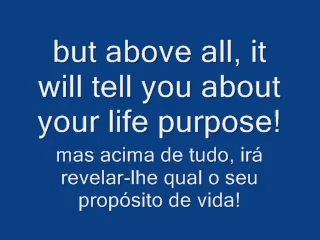 but above all, it
will tell you about
your life purpose!
mas acima de tudo, irá
revelar-lhe qual o seu
propósito de vida!